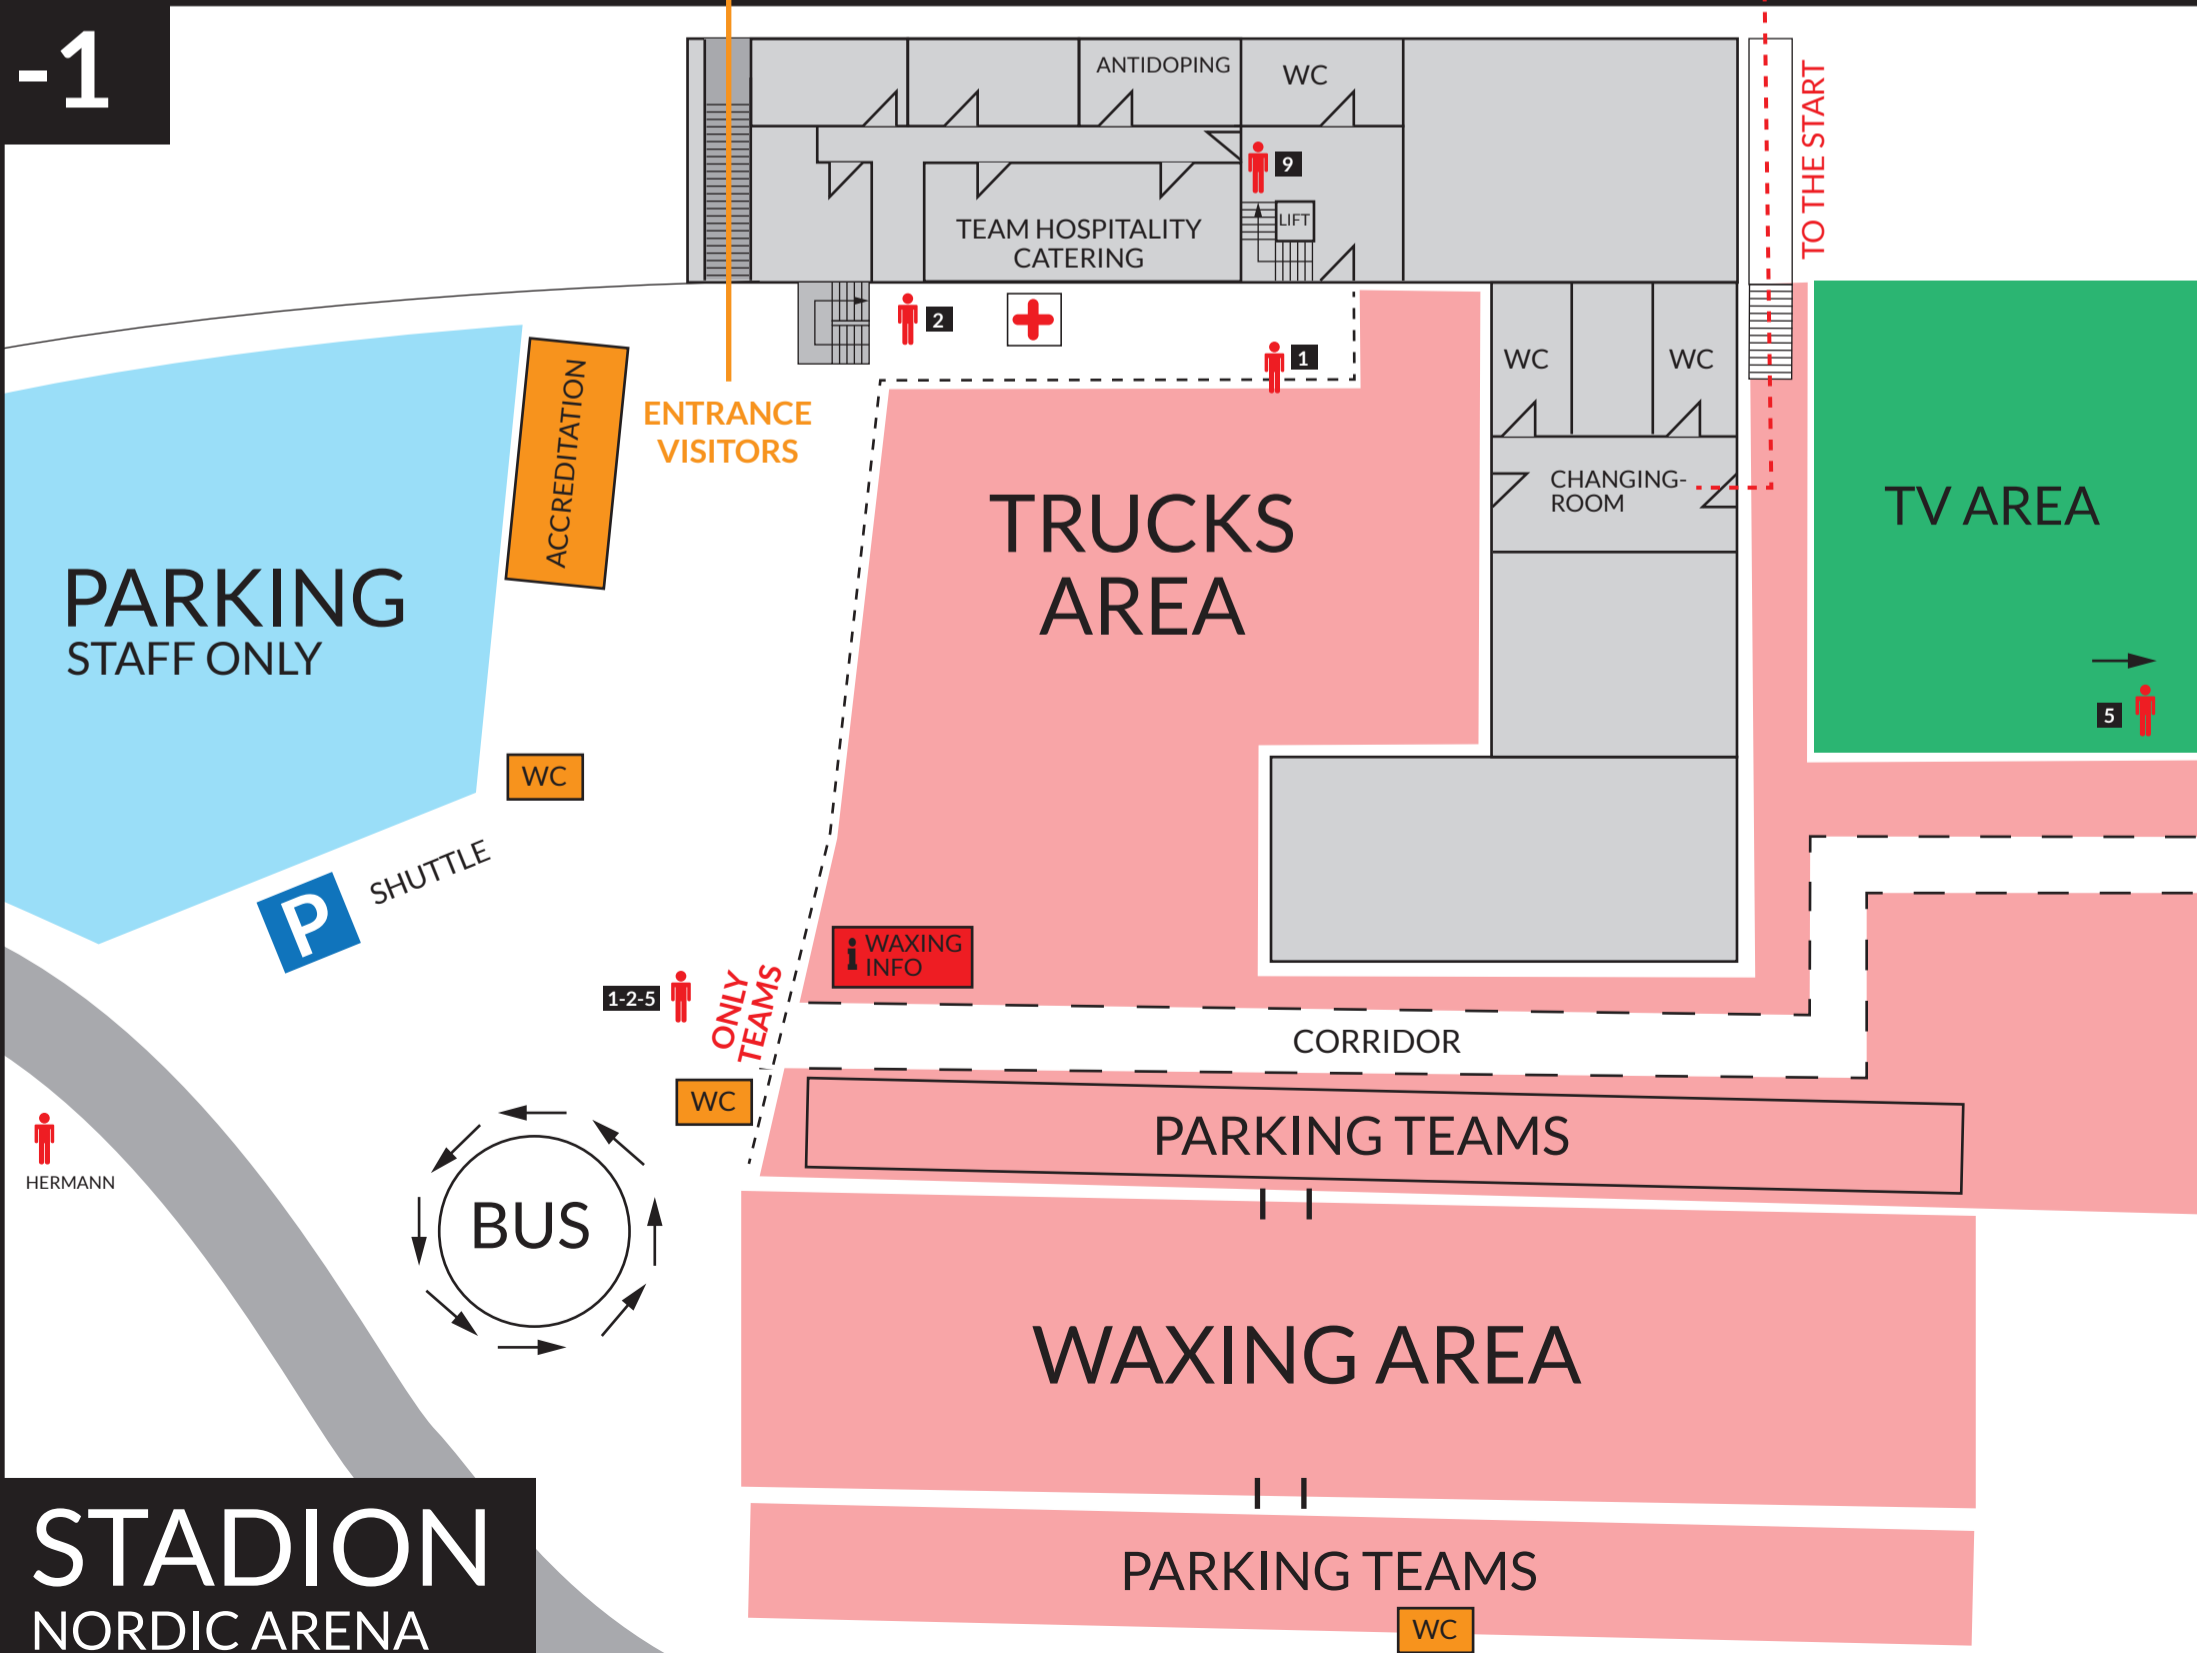 -1
ANTIDOPING
WC
9
TO THE START
TEAM HOSPITALITY
CATERING
LIFT
2
1
WC
WC
ACCREDITATION
ENTRANCE
VISITORS
CHANGING-
ROOM
TRUCKS
AREA
TV AREA
PARKING
STAFF ONLY
5
WC
SHUTTLE
P
i WAXING
INFO
1-2-5
ONLY
TEAMS
CORRIDOR
WC
PARKING TEAMS
HERMANN
BUS
WAXING AREA
STADION
NORDIC ARENA
PARKING TEAMS
WC